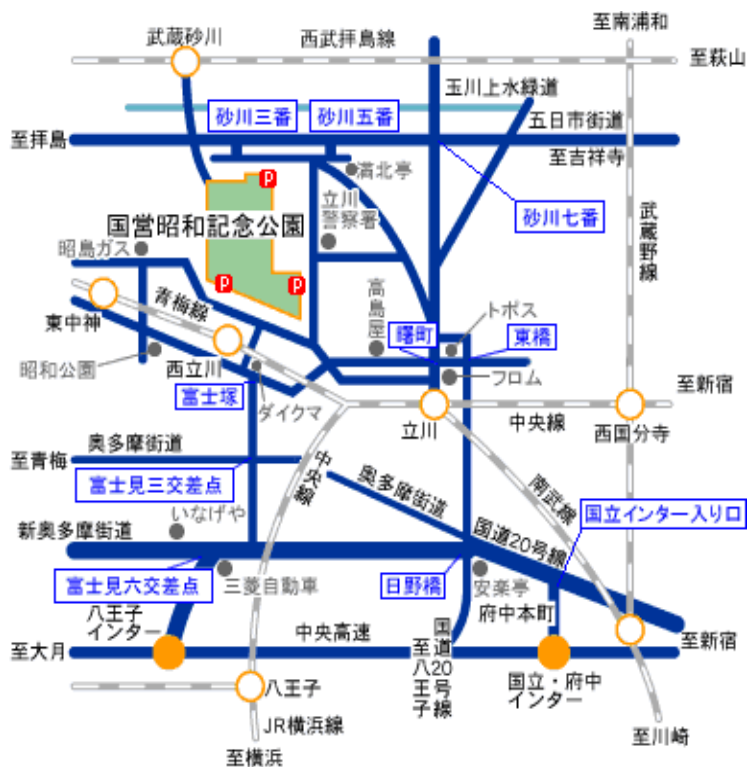 至南浦和
武蔵砂川
西武拝島線
至萩山
玉川上水緑道
砂川三番
砂川五番
五日市街道
至拝島
至吉祥寺
満北亭
立川
警察署
砂川七番
国営昭和記念公園
武蔵野線
昭島ガス
P
P
P
青梅線
高島屋
トポス
東中神
曙町
東橋
昭和公園
西立川
フロム
富士塚
ダイクマ
至新宿
立川
中央線
西国分寺
奥多摩街道
至青梅
中央線
奥多摩街道
南武線
富士見三交差点
いなげや
国立インター入り口
新奥多摩街道
国道20号線
富士見六交差点
三菱自動車
日野橋
安楽亭
八王子
インター
府中本町
中央高速
国道20号線
至八王子
至大月
至新宿
国立・府中
インター
八王子
JR横浜線
至横浜
至川崎